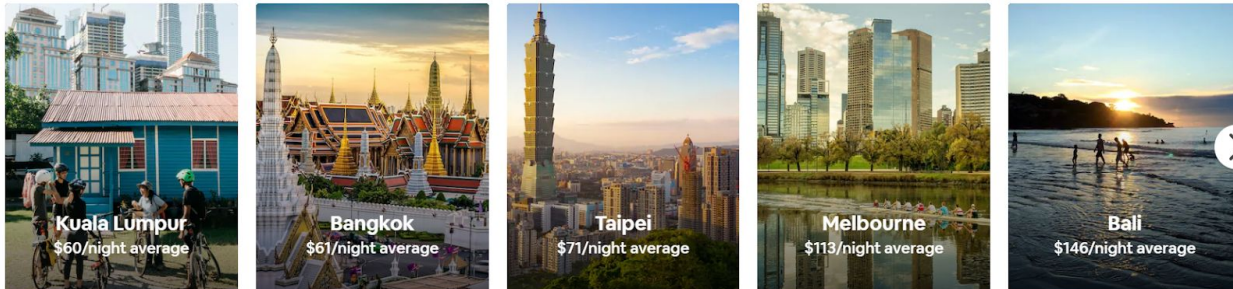 Kuala Lumpur
$60/night average
Bangkok
$61/night average
Taipei
$71/night average
Melbourne
$113/night average
Bali
$146/night average